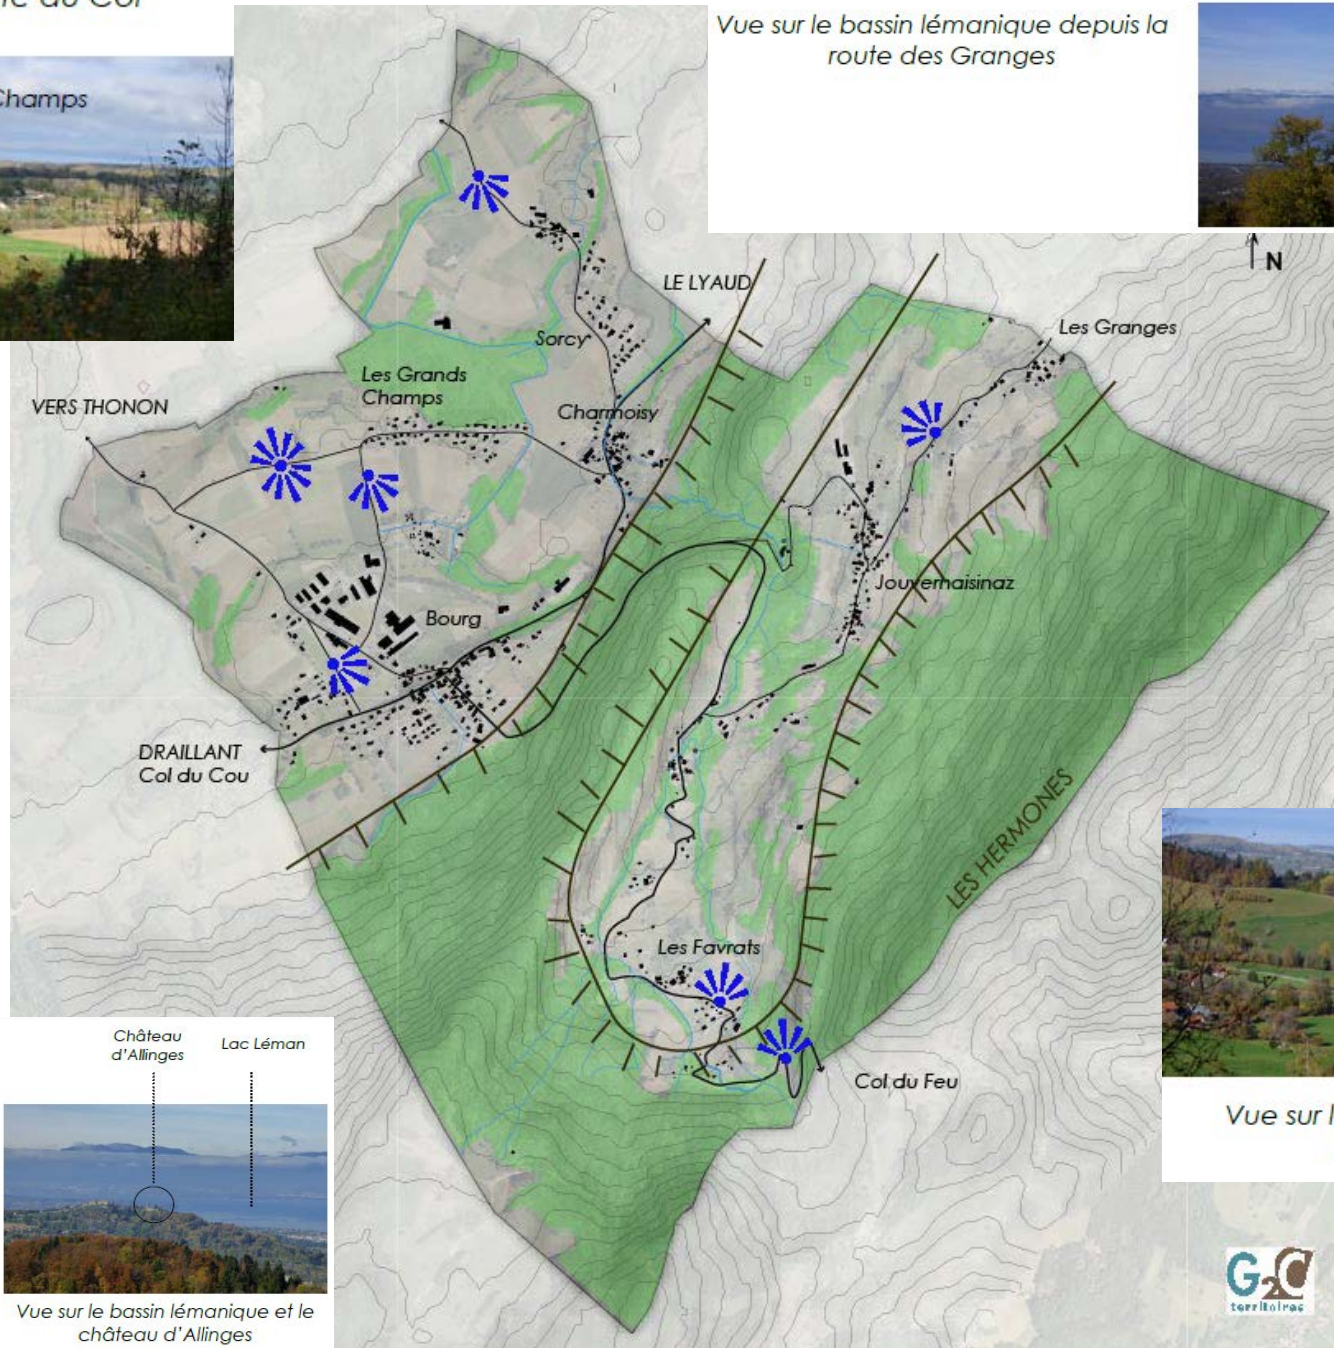 Champs
Vue sur le bassin lémanique depuis la
route des Granges
N
LE LYAUD
Les Granges
Sorcy
Les Grands
Champs
VERS THONON
Charmoisy
Jouvernaisinaz
Bourg
DRAILLANT
Col du Cou
LES HERMONES
Les Favrats
Col du Feu
Château
d'Allinges
Lac Léman
Vue sur le bassin lémanique et le
château d'Allinges
Vue sur l
G2C
territoires